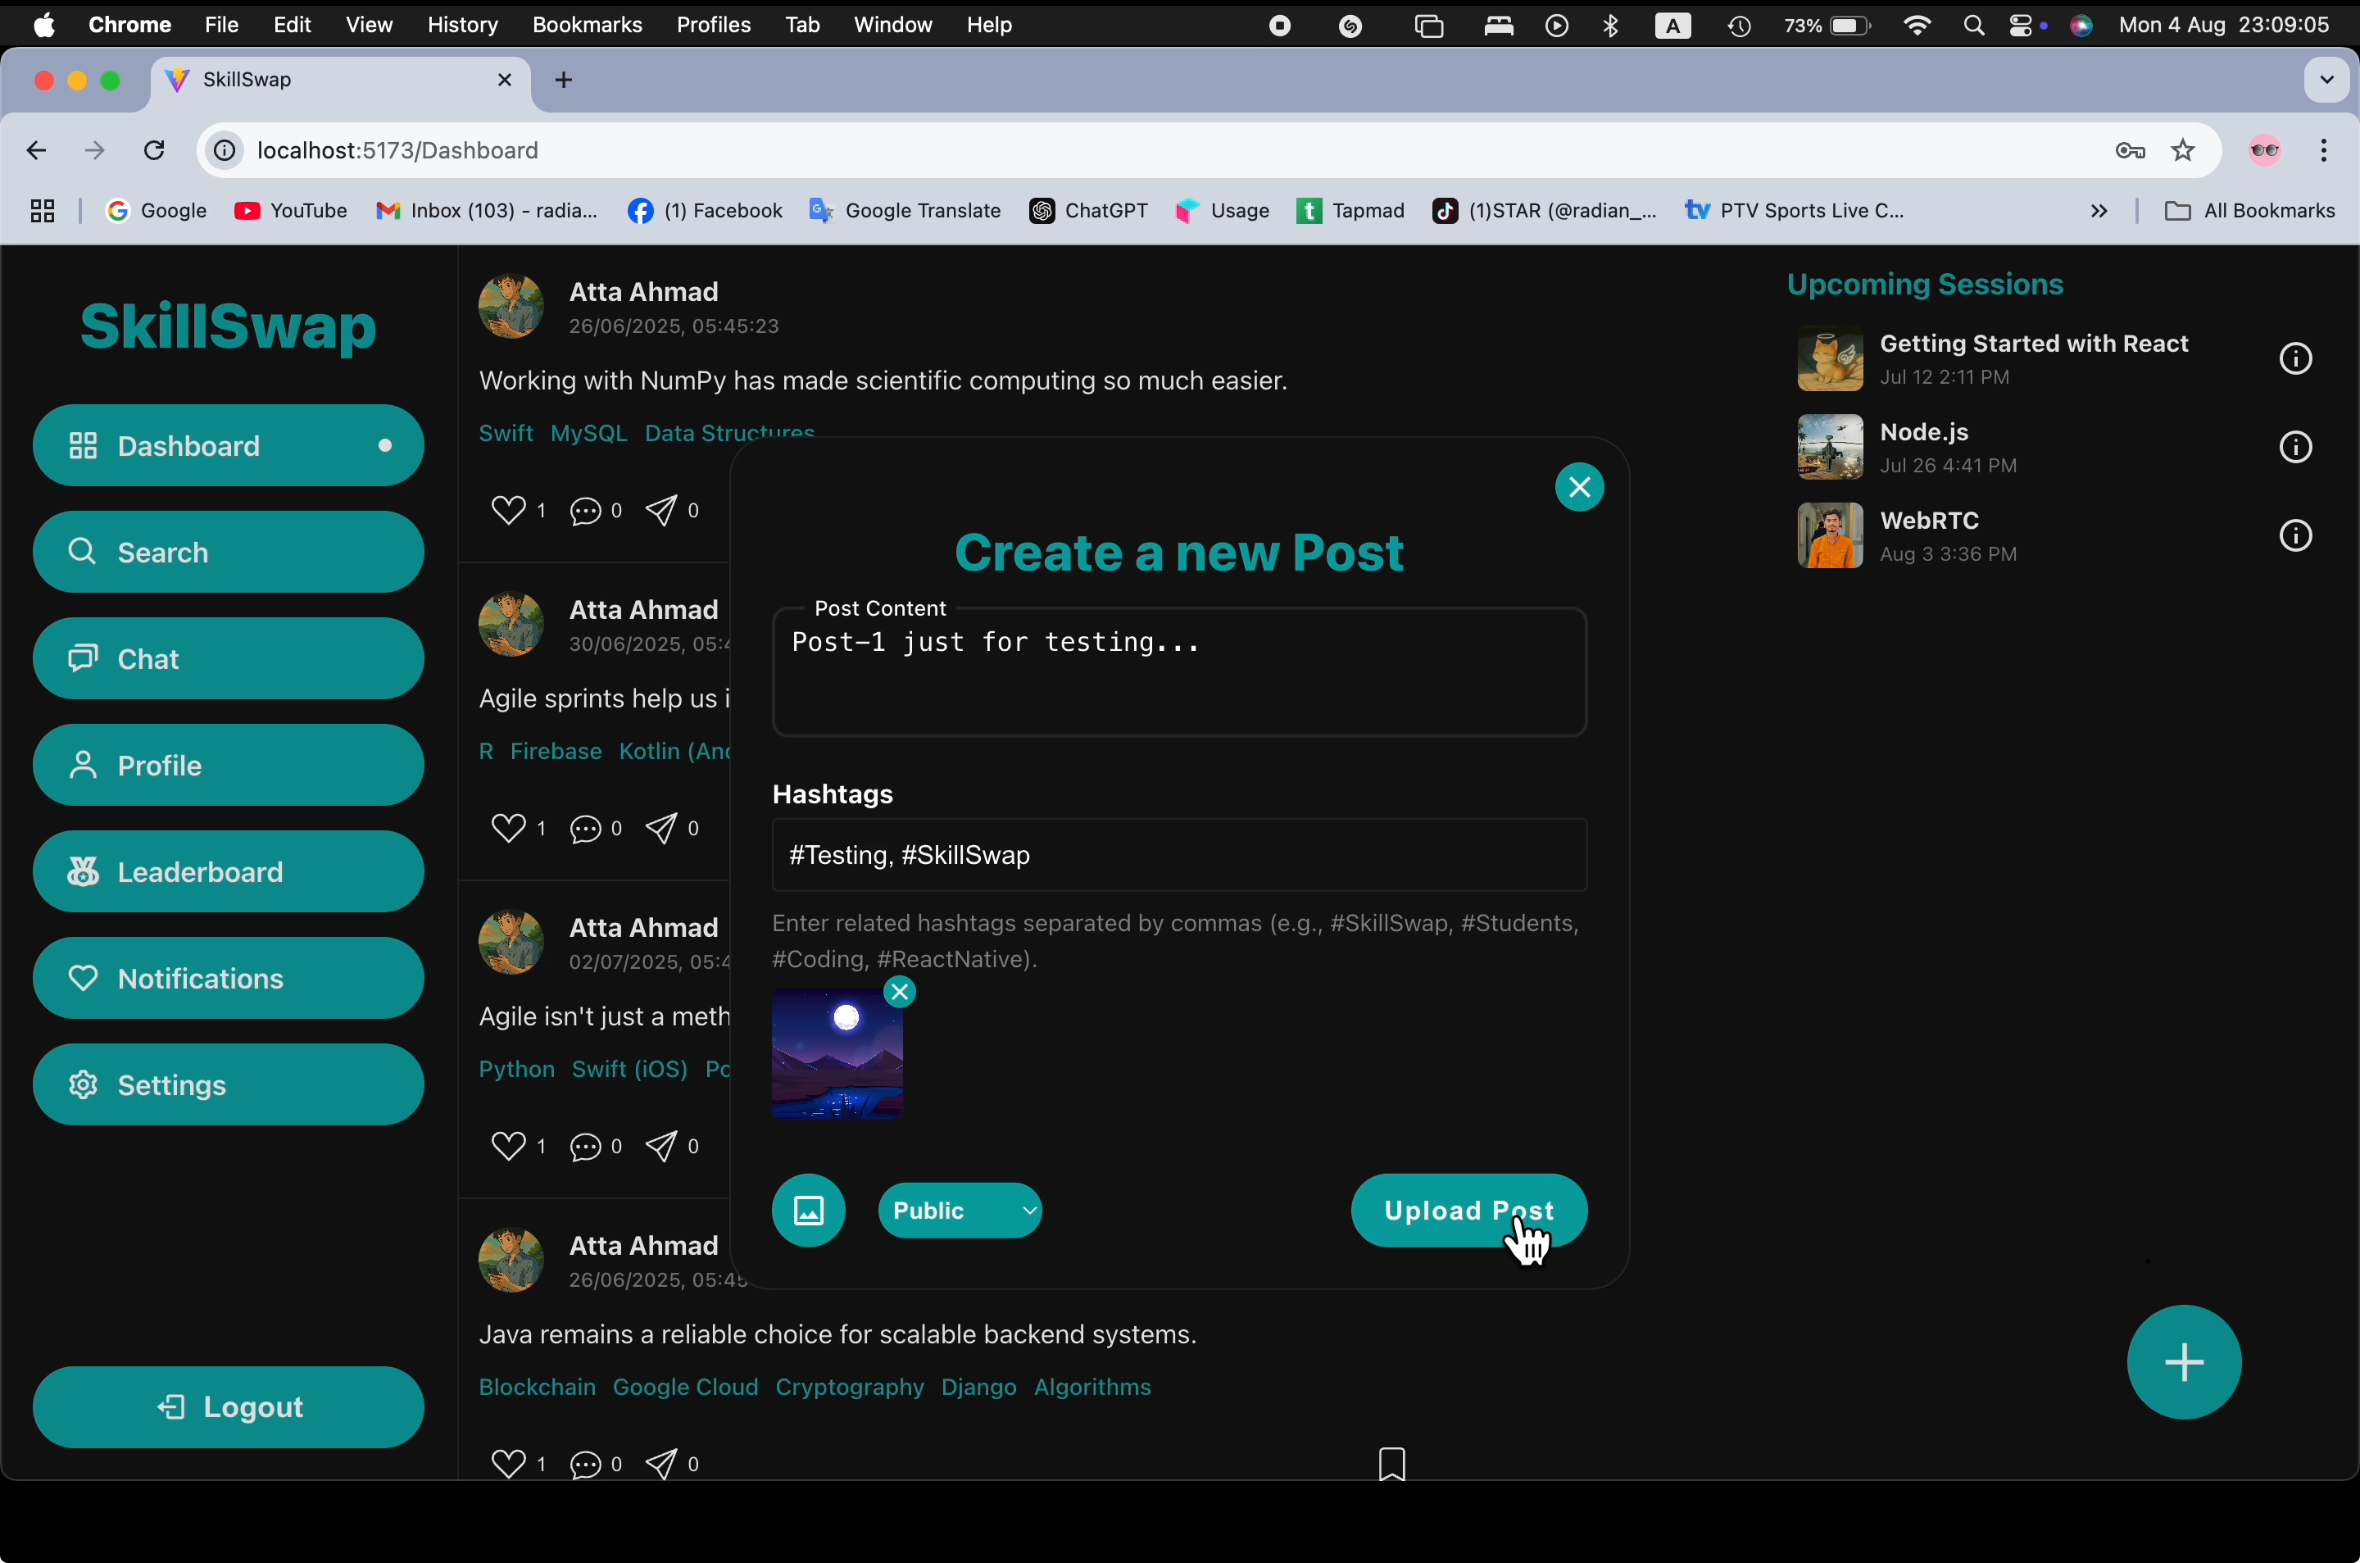 Chrome File Edit View History Bookmarks Profiles Tab Window Help A 73% Mon 4 Aug 23:09:05
SkillSwap
localhost:5173/Dashboard
Google YouTube Inbox (103) - radia... (1) Facebook Google Translate ChatGPT Usage Tapmad (1)STAR (@radian_... PTV Sports Live C... All Bookmarks
SkillSwap
Dashboard
Search
Chat
Profile
Leaderboard
Notifications
Settings
Logout
Atta Ahmad
26/06/2025, 05:45:23
Working with NumPy has made scientific computing so much easier.
Swift MySQL Data Structures
1 0 0
Atta Ahmad
30/06/2025, 05:4
Agile sprints help us i
R Firebase Kotlin (And
1 0 0
Atta Ahmad
02/07/2025, 05:4
Agile isn't just a meth
Python Swift (iOS) Po
1 0 0
Atta Ahmad
26/06/2025, 05:45
Java remains a reliable choice for scalable backend systems.
Blockchain Google Cloud Cryptography Django Algorithms
1 0 0
Create a new Post
Post Content
Post-1 just for testing...
Hashtags
#Testing, #SkillSwap
Enter related hashtags separated by commas (e.g., #SkillSwap, #Students,
#Coding, #ReactNative).
Public
Upload Post
Upcoming Sessions
Getting Started with React
Jul 12 2:11 PM
Node.js
Jul 26 4:41 PM
WebRTC
Aug 3 3:36 PM